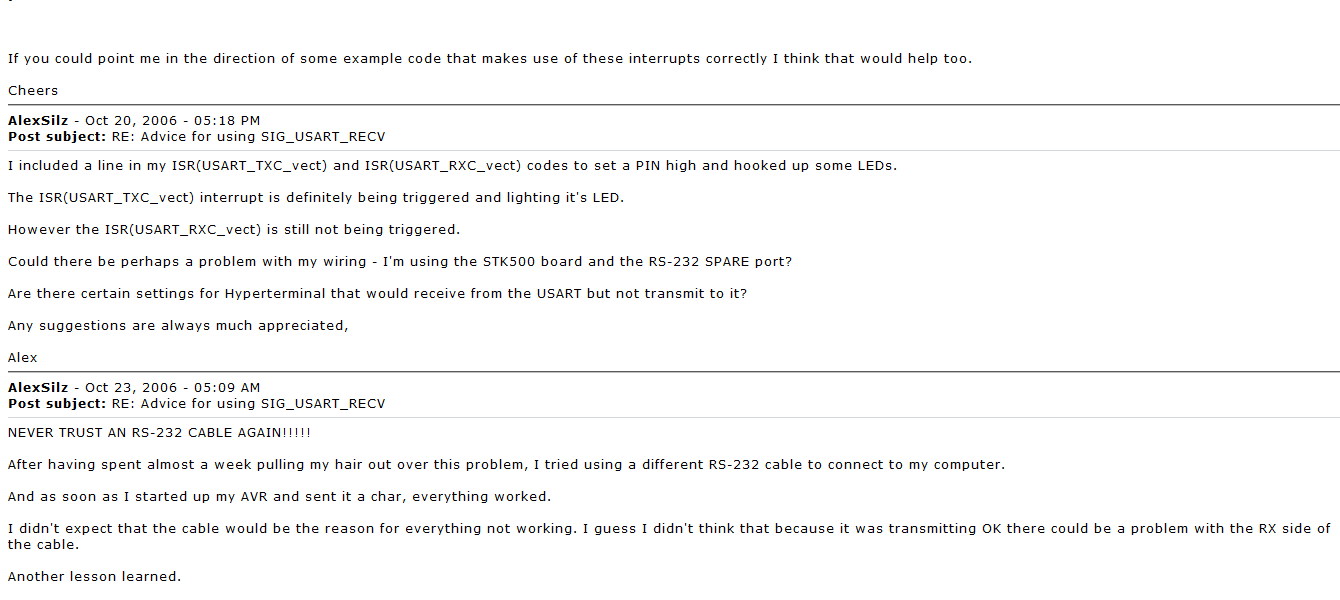 If you could point me in the direction of some example code that makes use of these interrupts correctly I think that would help too.
Cheers
AlexSilz - Oct 20, 2006 - 05:18 PM
Post subject: RE: Advice for using SIG_USART_RECV
I included a line in my ISR(USART_TXC_vect) and ISR(USART_RXC_vect) codes to set a PIN high and hooked up some LEDs.
The ISR(USART_TXC_vect) interrupt is definitely being triggered and lighting it's LED.
However the ISR(USART_RXC_vect) is still not being triggered.
Could there be perhaps a problem with my wiring - I'm using the STK500 board and the RS-232 SPARE port?
Are there certain settings for Hyperterminal that would receive from the USART but not transmit to it?
Any suggestions are always much appreciated,
Alex
AlexSilz - Oct 23, 2006 - 05:09 AM
Post subject: RE: Advice for using SIG_USART_RECV
NEVER TRUST AN RS-232 CABLE AGAIN!!!!!
After having spent almost a week pulling my hair out over this problem, I tried using a different RS-232 cable to connect to my computer.
And as soon as I started up my AVR and sent it a char, everything worked.
I didn't expect that the cable would be the reason for everything not working. I guess I didn't think that because it was transmitting OK there could be a problem with the RX side of
the cable.
Another lesson learned.